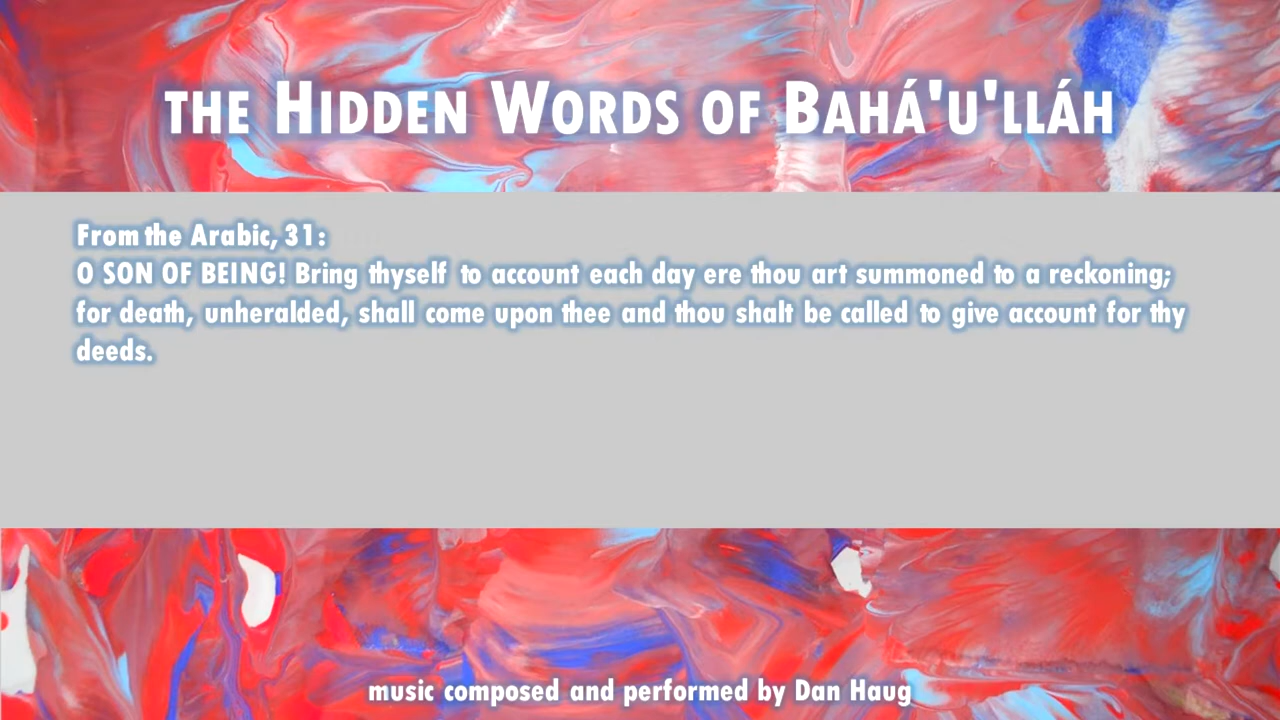 THE HIDDEN WORDS OF BAHÁ'U'LLÁH
From the Arabic, 31:
O SON OF BEING! Bring thyself to account each day ere thou art summoned to a reckoning;
for death, unheralded, shall come upon thee and thou shalt be called to give account for thy
deeds.
music composed and performed by Dan Haug